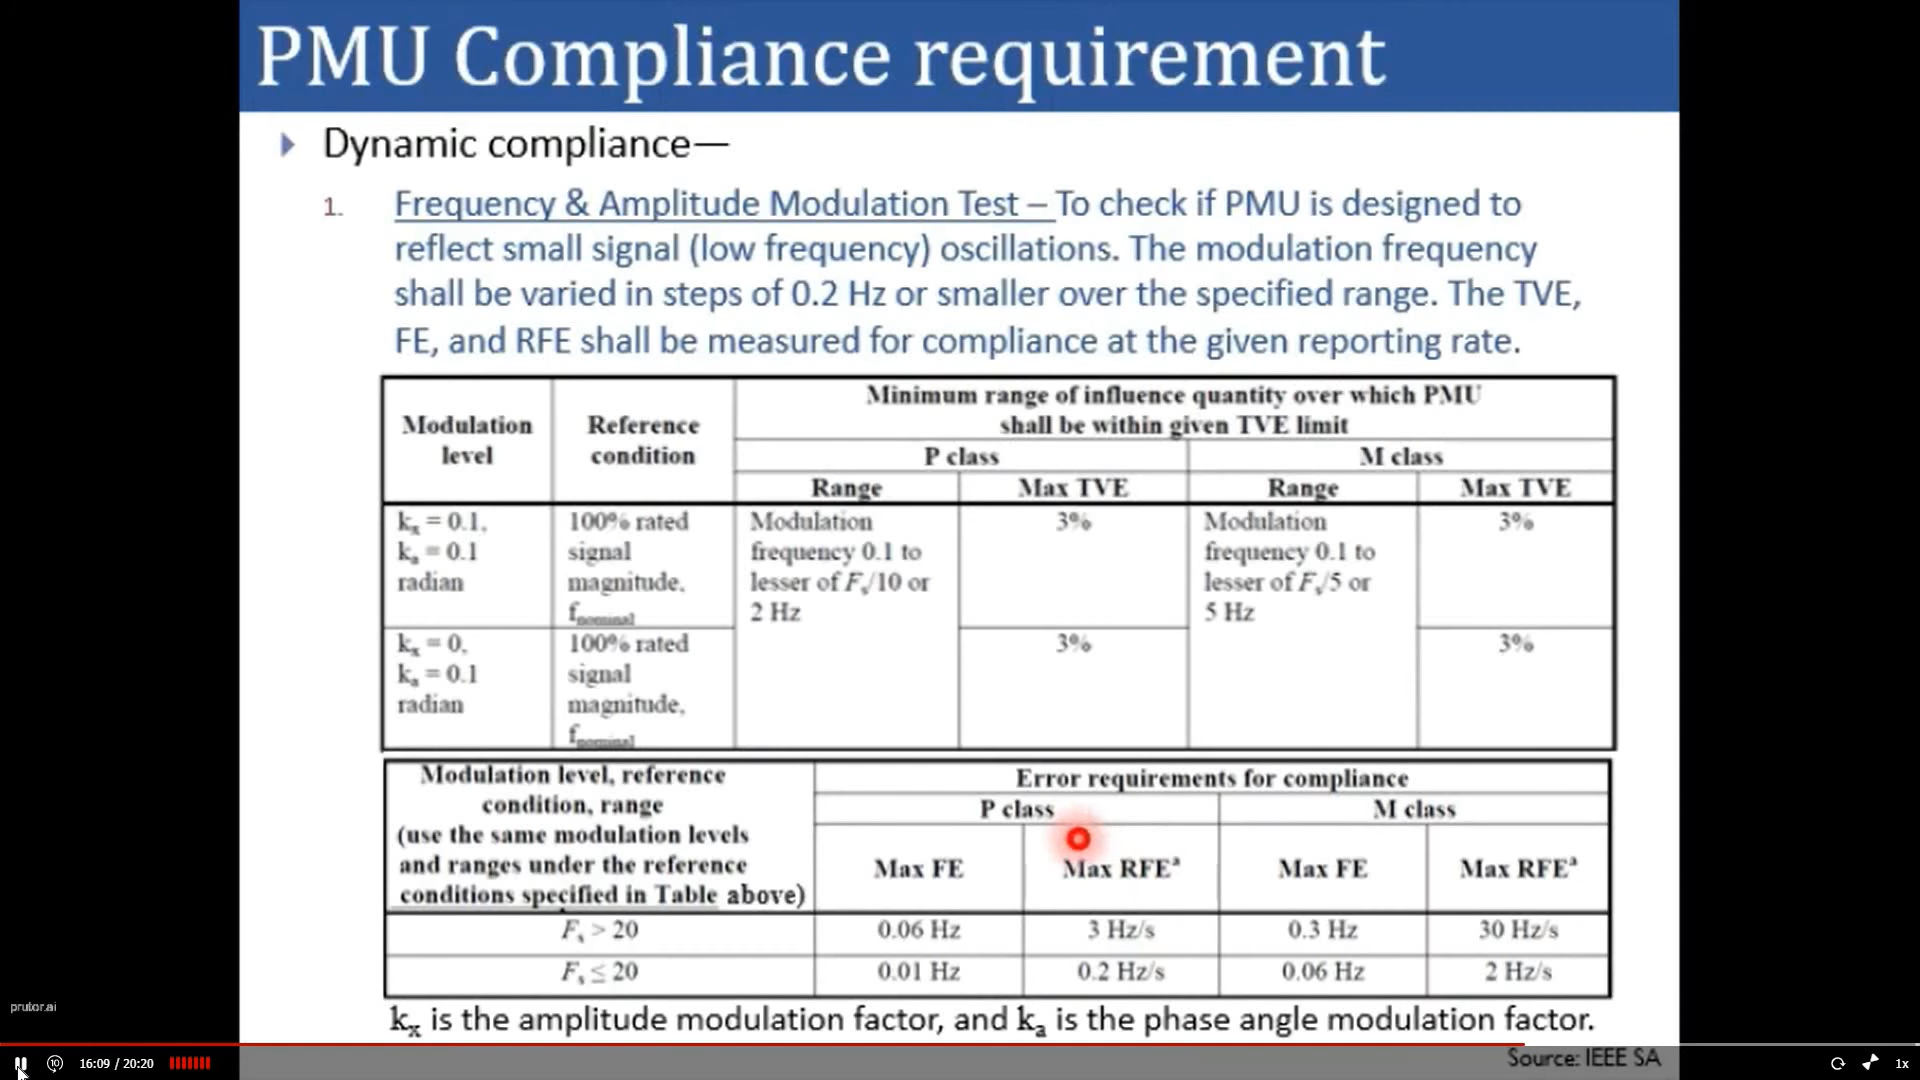 PMU Compliance requirement
Dynamic compliance—
1. Frequency & Amplitude Modulation Test – To check if PMU is designed to
reflect small signal (low frequency) oscillations. The modulation frequency
shall be varied in steps of 0.2 Hz or smaller over the specified range. The TVE,
FE, and RFE shall be measured for compliance at the given reporting rate.
Modulation
level
Reference
condition
Minimum range of influence quantity over which PMU
shall be within given TVE limit
P class
M class
Range
Max TVE
Range
Max TVE
kx = 0.1,
ka = 0.1
radian
100% rated
signal
magnitude,
fnominal
Modulation
frequency 0.1 to
lesser of Fs/10 or
2 Hz
3%
Modulation
frequency 0.1 to
lesser of Fs/5 or
5 Hz
3%
kx = 0,
ka = 0.1
radian
100% rated
signal
magnitude,
fnominal
3%
3%
Modulation level, reference
condition, range
(use the same modulation levels
and ranges under the reference
conditions specified in Table above)
Error requirements for compliance
P class
M class
Max FE
Max RFEª
Max FE
Max RFEª
Fs > 20
0.06 Hz
3 Hz/s
0.3 Hz
30 Hz/s
Fs ≤ 20
0.01 Hz
0.2 Hz/s
0.06 Hz
2 Hz/s
kx is the amplitude modulation factor, and ka is the phase angle modulation factor.
Source: IEEE SA
prutor.ai
10
16:09 / 20:20
1x